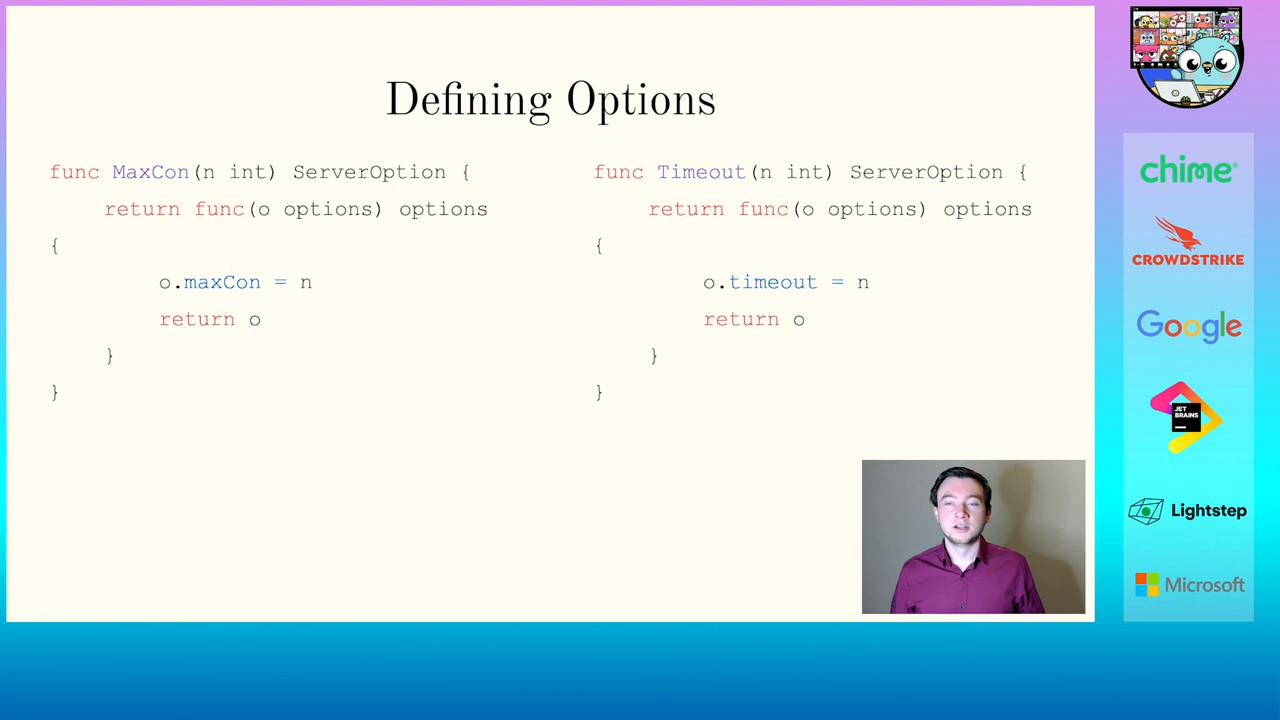 Defining Options
func MaxCon(n int) ServerOption {
return func(o options) options
{
o.maxCon = n
return o
}
}
func Timeout(n int) ServerOption {
return func(o options) options
{
o.timeout = n
return o
}
}
chime
CROWDSTRIKE
Google
JET
BRAINS
Lightstep
Microsoft